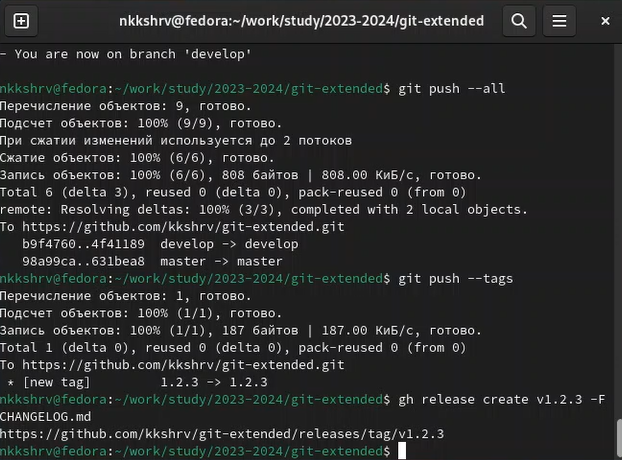 nkkshrv@fedora:~/work/study/2023-2024/git-extended
- You are now on branch 'develop'
nkkshrv@fedora:~/work/study/2023-2024/git-extended$ git push --all
Перечисление объектов: 9, готово.
Подсчет объектов: 100% (9/9), готово.
При сжатии изменений используется до 2 потоков
Сжатие объектов: 100% (6/6), готово.
Запись объектов: 100% (6/6), 808 байтов | 808.00 КиБ/с, готово.
Total 6 (delta 3), reused 0 (delta 0), pack-reused 0 (from 0)
remote: Resolving deltas: 100% (3/3), completed with 2 local objects.
To https://github.com/kkshrv/git-extended.git
b9f4760..4f41189  develop -> develop
98a99ca..631bea8  master -> master
nkkshrv@fedora:~/work/study/2023-2024/git-extended$ git push --tags
Перечисление объектов: 1, готово.
Подсчет объектов: 100% (1/1), готово.
Запись объектов: 100% (1/1), 187 байтов | 187.00 КиБ/с, готово.
Total 1 (delta 0), reused 0 (delta 0), pack-reused 0 (from 0)
To https://github.com/kkshrv/git-extended.git
* [new tag]         1.2.3 -> 1.2.3
nkkshrv@fedora:~/work/study/2023-2024/git-extended$ gh release create v1.2.3 -F
CHANGELOG.md
https://github.com/kkshrv/git-extended/releases/tag/v1.2.3
nkkshrv@fedora:~/work/study/2023-2024/git-extended$